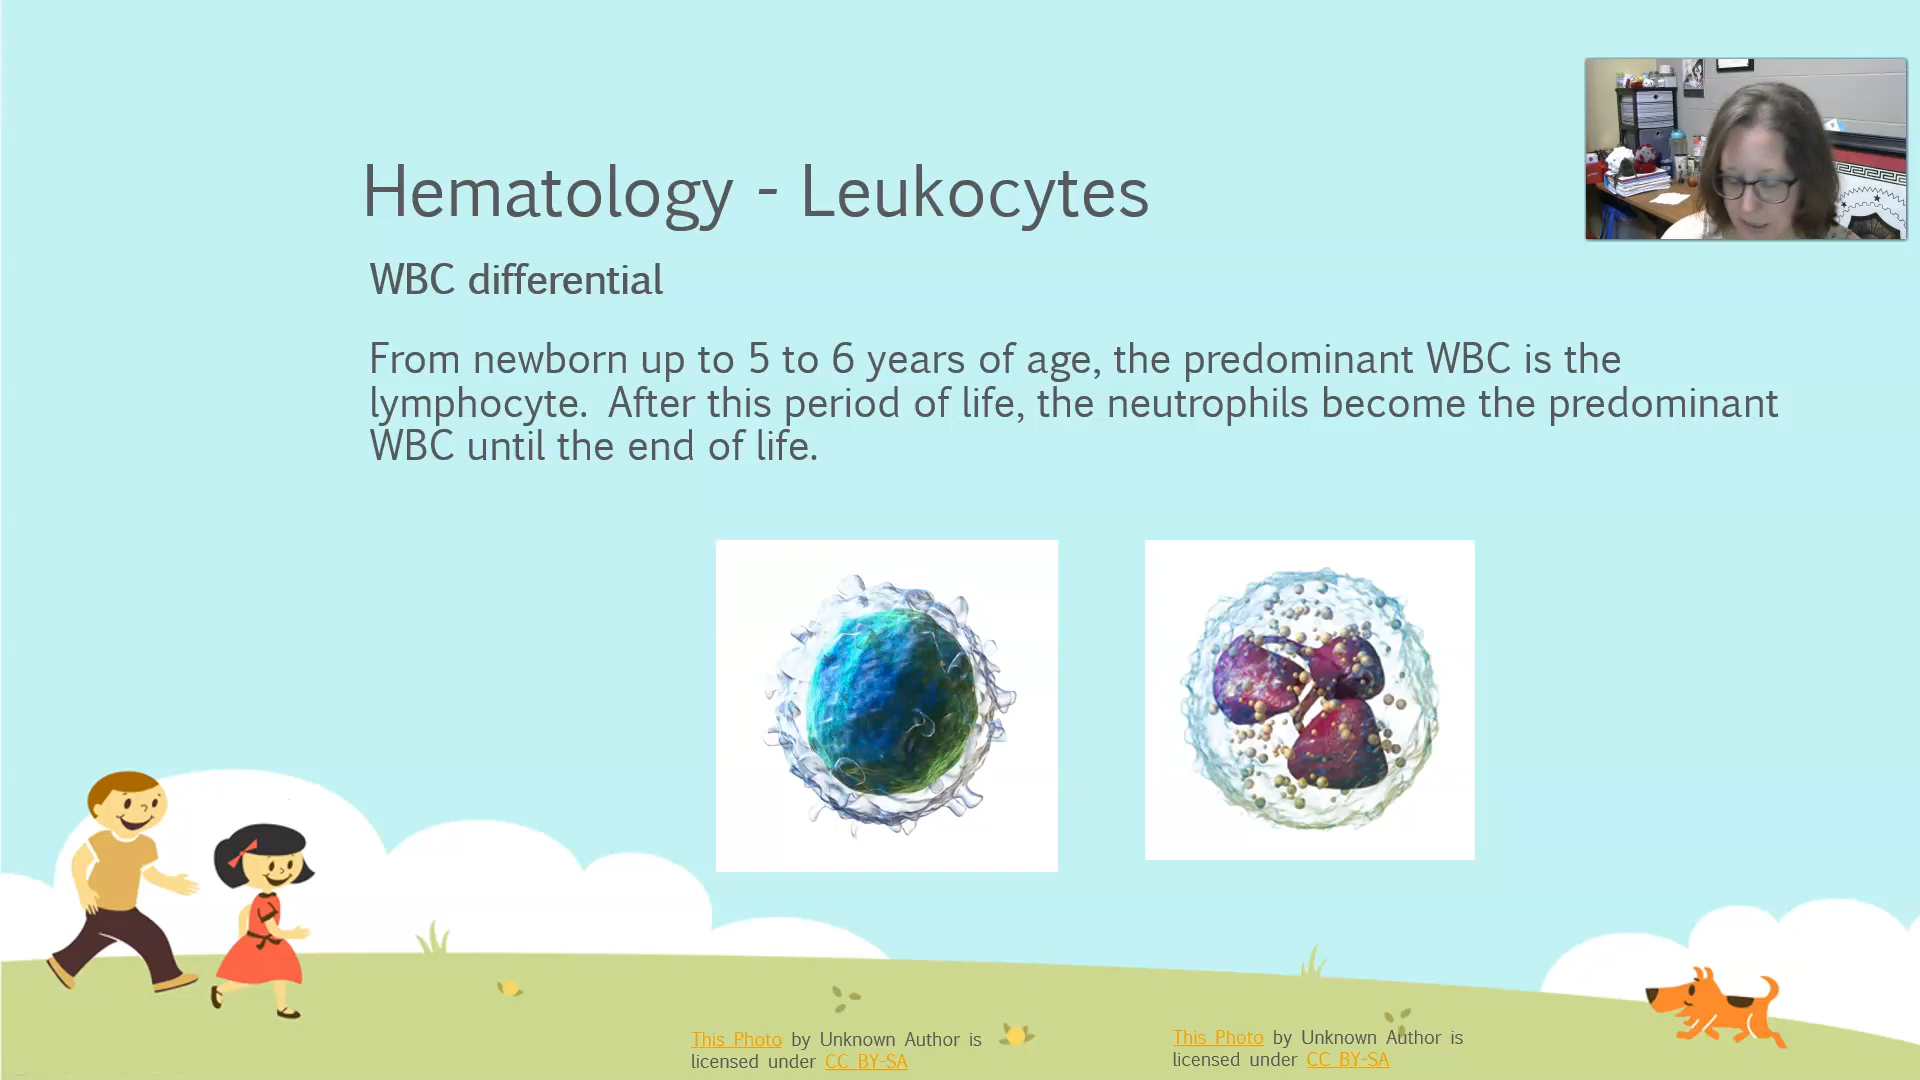 Hematology - Leukocytes
WBC differential
From newborn up to 5 to 6 years of age, the predominant WBC is the
lymphocyte. After this period of life, the neutrophils become the predominant
WBC until the end of life.
This Photo by Unknown Author is
licensed under CC BY-SA
This Photo by Unknown Author is
licensed under CC BY-SA